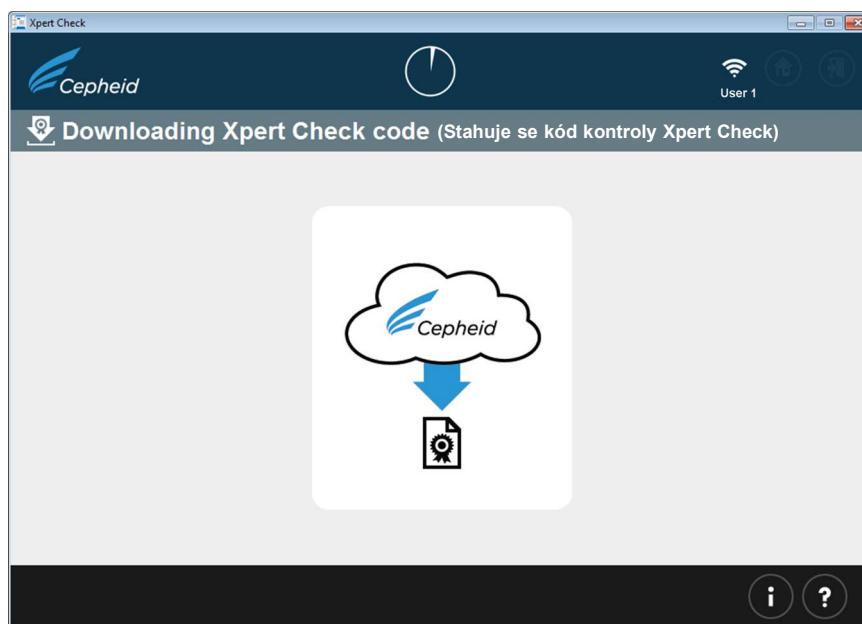 Xpert Check
Cepheid
User 1
Downloading Xpert Check code (Stahuje se kód kontroly Xpert Check)
Cepheid
i ?